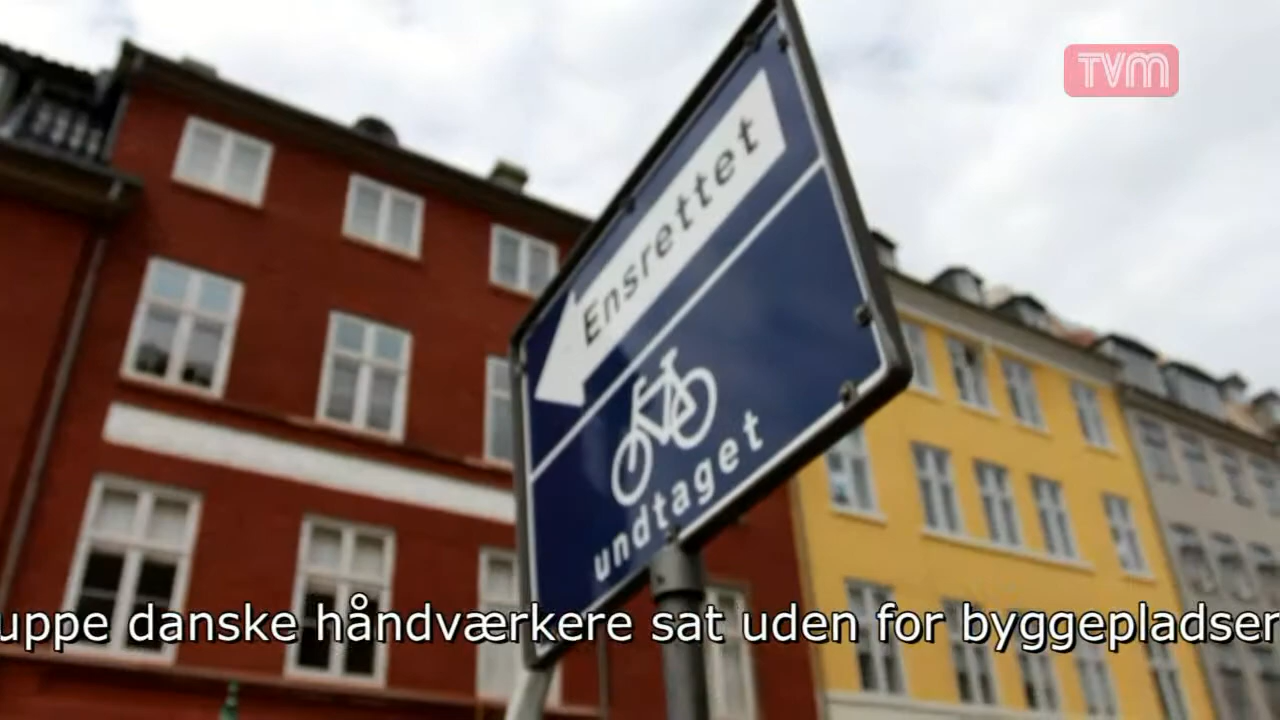 TVM
Ensrettet
undtaget
uppe danske håndværkere sat uden for byggepladser